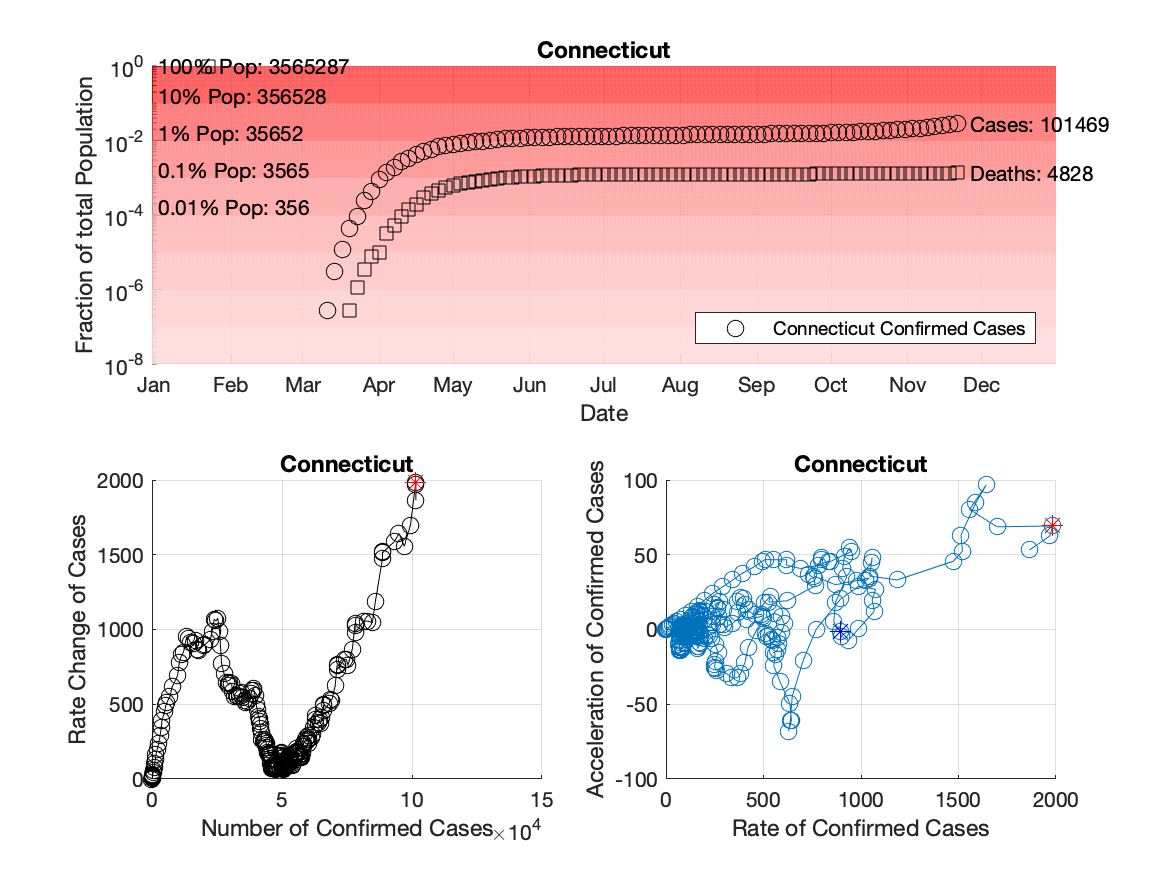 Connecticut
Fraction of total Population
10^0
10^-2
10^-4
10^-6
10^-8
100% Pop: 3565287
10% Pop: 356528
1% Pop: 35652
0.1% Pop: 3565
0.01% Pop: 356
Cases: 101469
Deaths: 4828
Connecticut Confirmed Cases
Jan Feb Mar Apr May Jun Jul Aug Sep Oct Nov Dec
Date
Connecticut
Rate Change of Cases
2000
1500
1000
500
0
0 5 10 15
Number of Confirmed Cases ×10^4
Connecticut
Acceleration of Confirmed Cases
100
50
0
-50
-100
0 500 1000 1500 2000
Rate of Confirmed Cases